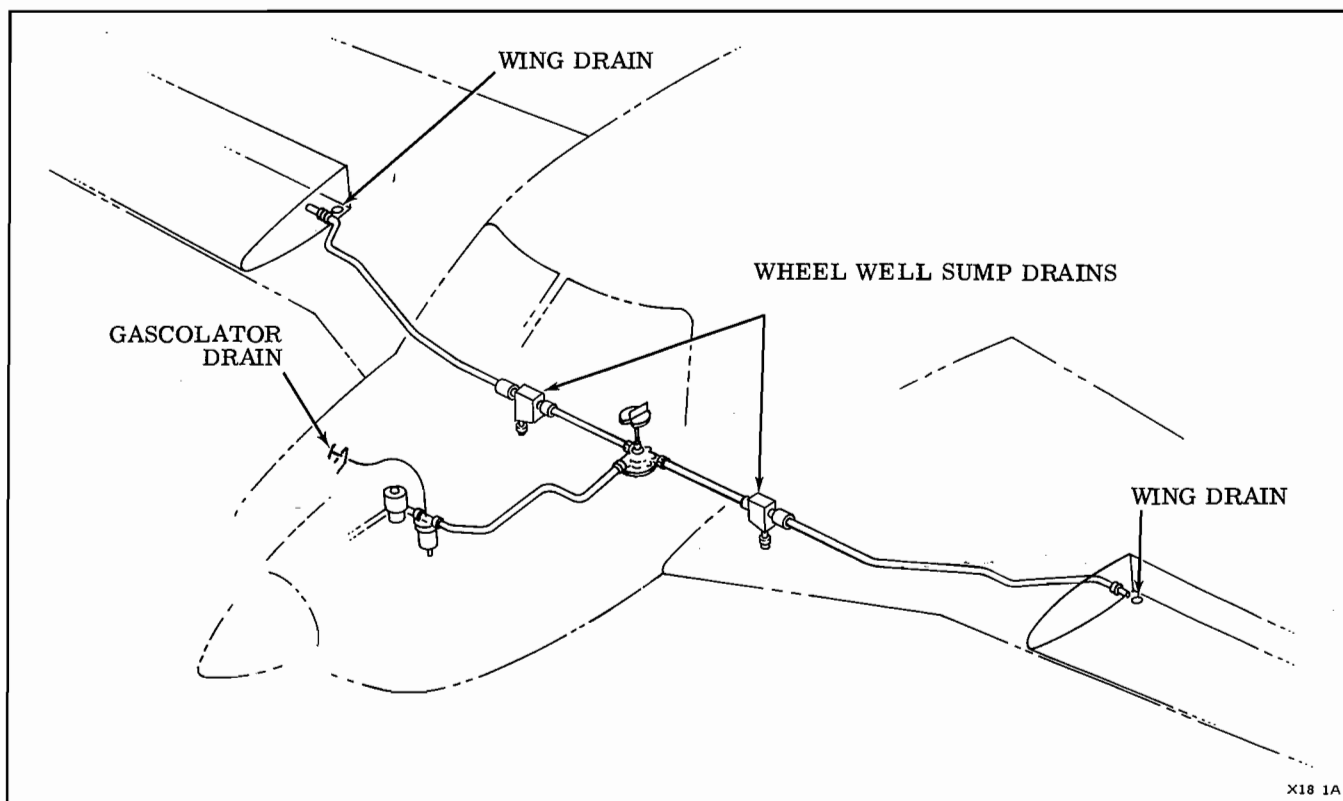 WING DRAIN
WHEEL WELL SUMP DRAINS
GASCOLATOR
DRAIN
WING DRAIN
X18 1A